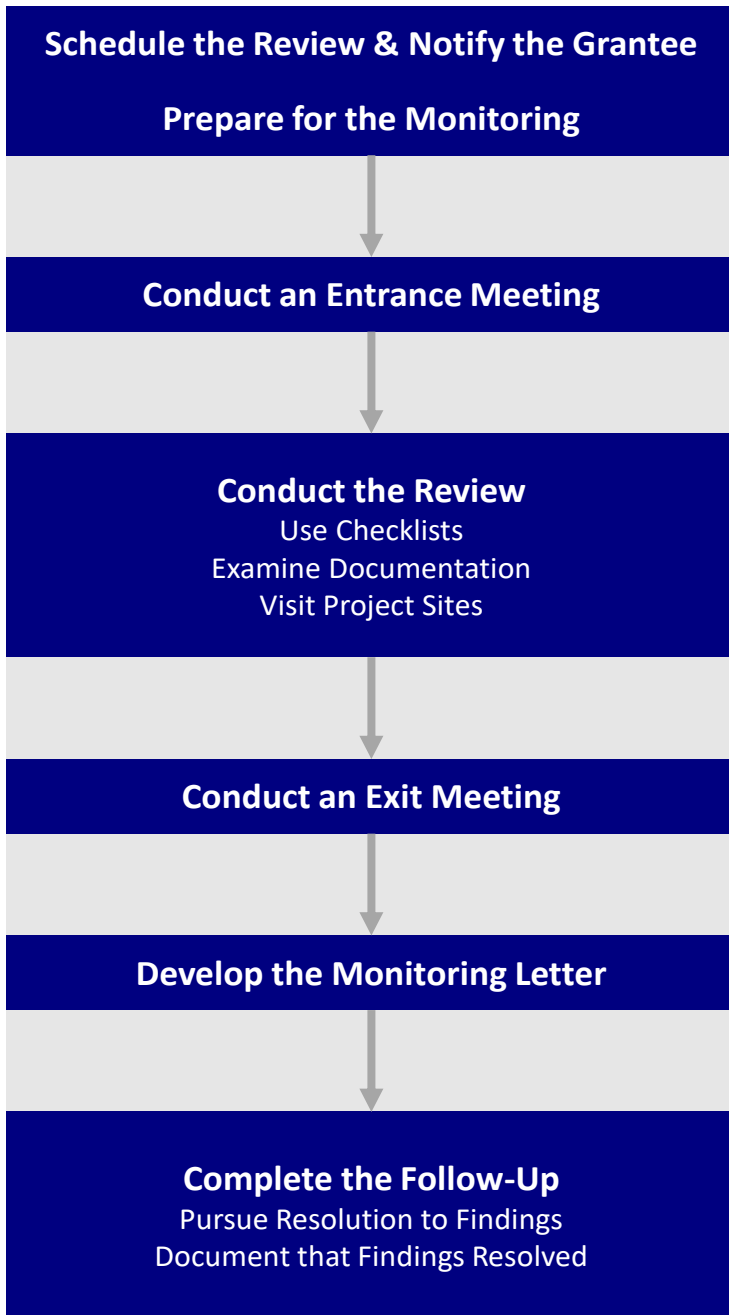 Schedule the Review & Notify the Grantee
Prepare for the Monitoring
Conduct an Entrance Meeting
Conduct the Review
Use Checklists
Examine Documentation
Visit Project Sites
Conduct an Exit Meeting
Develop the Monitoring Letter
Complete the Follow-Up
Pursue Resolution to Findings
Document that Findings Resolved